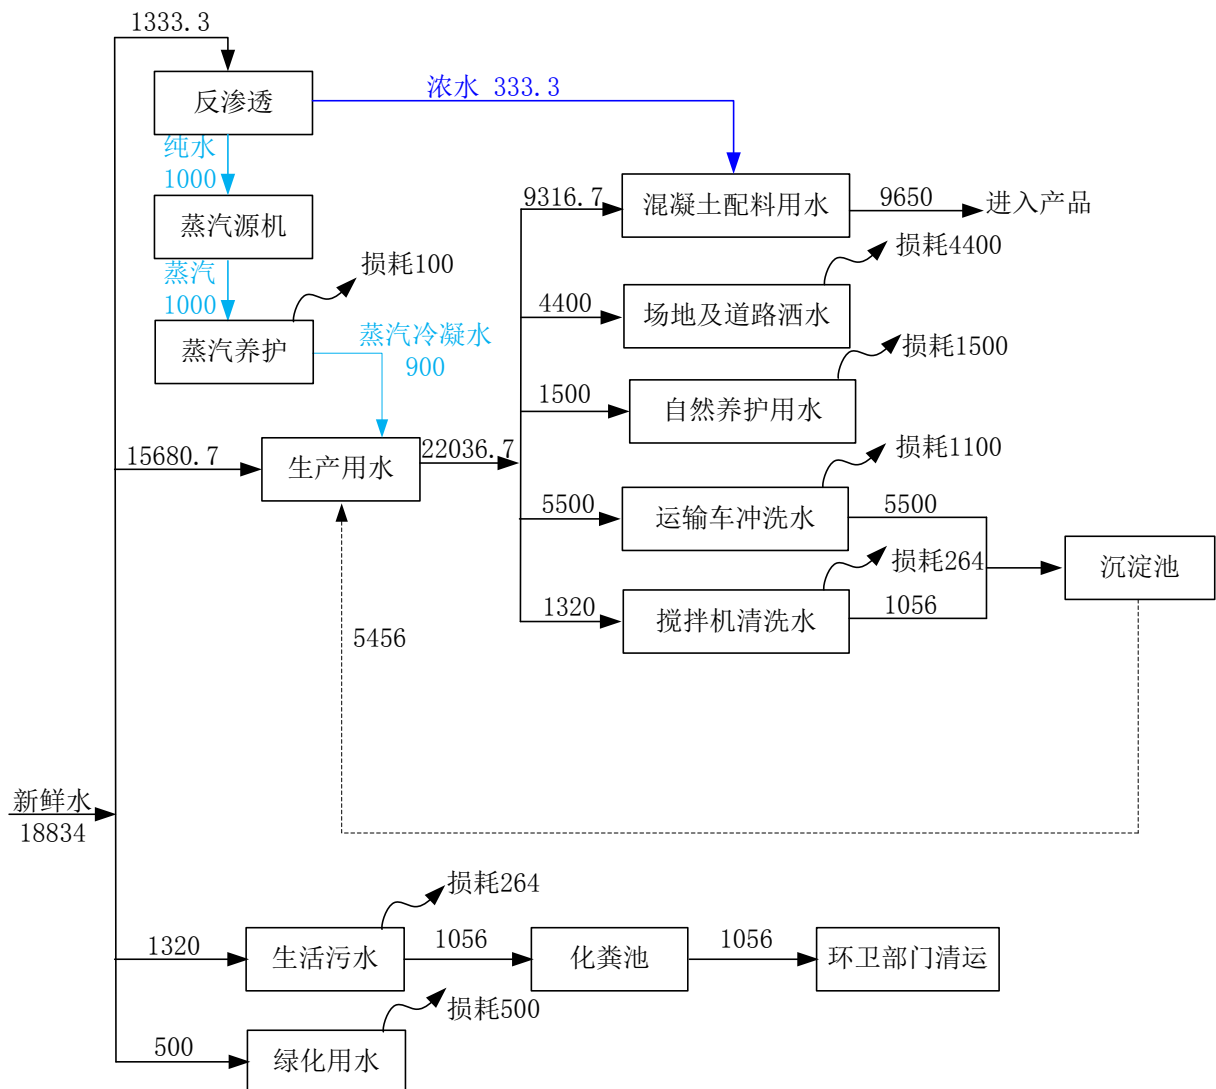 1333.3
反渗透
浓水 333.3
纯水
1000
蒸汽源机
蒸汽
1000
损耗100
蒸汽养护
蒸汽冷凝水
900
15680.7
生产用水
22036.7
9316.7
混凝土配料用水
9650
进入产品
损耗4400
4400
场地及道路洒水
损耗1500
1500
自然养护用水
损耗1100
5500
运输车冲洗水
5500
损耗264
1320
搅拌机清洗水
1056
沉淀池
5456
新鲜水
18834
损耗264
1320
生活污水
1056
化粪池
1056
环卫部门清运
损耗500
500
绿化用水